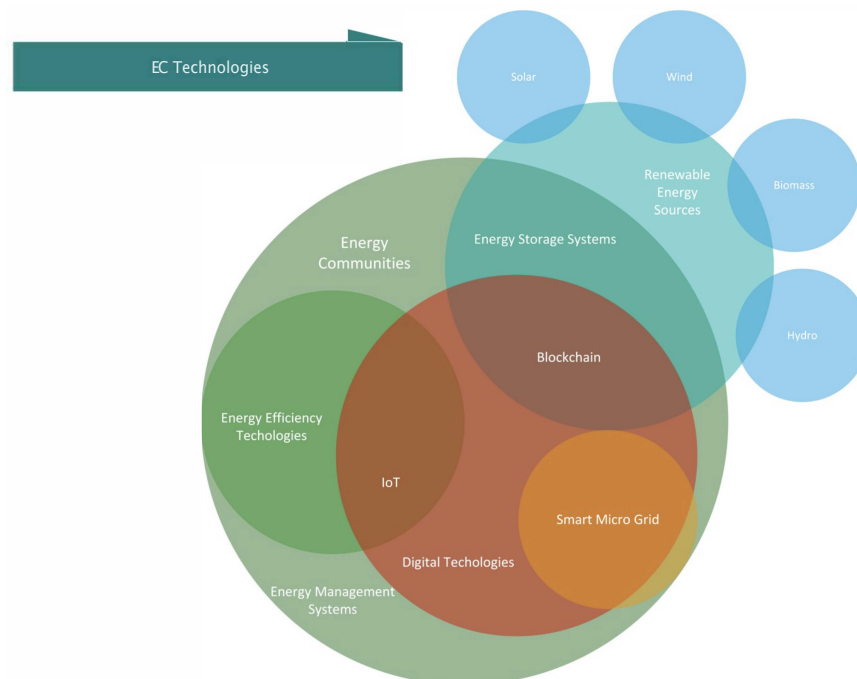 EC Technologies
Solar
Wind
Renewable
Energy
Sources
Biomass
Energy Storage Systems
Energy
Communities
Hydro
Blockchain
Energy Efficiency
Techologies
IoT
Smart Micro Grid
Digital Techologies
Energy Management
Systems